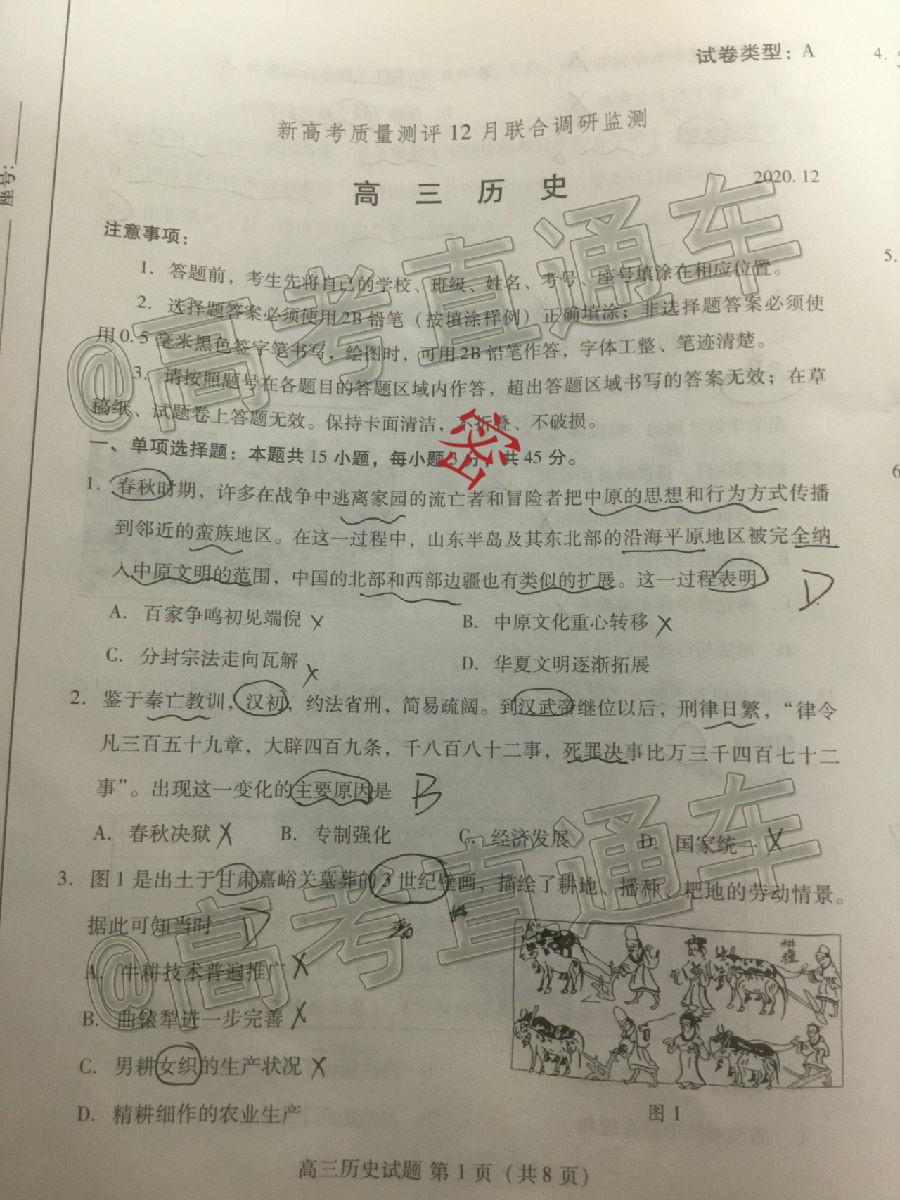 试卷类型：A
新高考质量测评12月联合调研监测
2020.12
高三历史
座号：
注意事项：
1．答题前，考生先将自己的学校、班级、姓名、考号、座号填涂在相应位置。
2．选择题答案必须使用2B铅笔（按填涂样例）正确填涂；非选择题答案必须使
用0.5毫米黑色签字笔书写，绘图时，可用2B铅笔作答，字体工整、笔迹清楚。
3．请按照题号在各题目的答题区域内作答，超出答题区域书写的答案无效；在草
稿纸、试题卷上答题无效。保持卡面清洁，不折叠、不破损。
密
一、单项选择题：本题共15小题，每小题3分，共45分。
1．春秋时期，许多在战争中逃离家园的流亡者和冒险者把中原的思想和行为方式传播
到邻近的蛮族地区。在这一过程中，山东半岛及其东北部的沿海平原地区被完全纳
入中原文明的范围，中国的北部和西部边疆也有类似的扩展。这一过程表明 D
A．百家争鸣初见端倪 X B．中原文化重心转移 X
C．分封宗法走向瓦解 X D．华夏文明逐渐拓展
2．鉴于秦亡教训，汉初，约法省刑，简易疏阔。到汉武帝继位以后，刑律日繁，“律令
凡三百五十九章，大辟四百九条，千八百八十二事，死罪决事比万三千四百七十二
事”。出现这一变化的主要原因是 B
A．春秋决狱 X B．专制强化 C．经济发展 D．国家统一 X
3．图1是出土于甘肃嘉峪关墓葬的3世纪壁画，描绘了耕地、播种、耙地的劳动情景。
据此可知当时 D
A．牛耕技术普遍推广 X
B．曲辕犁进一步完善 X
C．男耕女织的生产状况 X
D．精耕细作的农业生产
耕種
图1
高三历史试题 第1页（共8页）
4.
5.
6
@高考直通车
@高考直通车